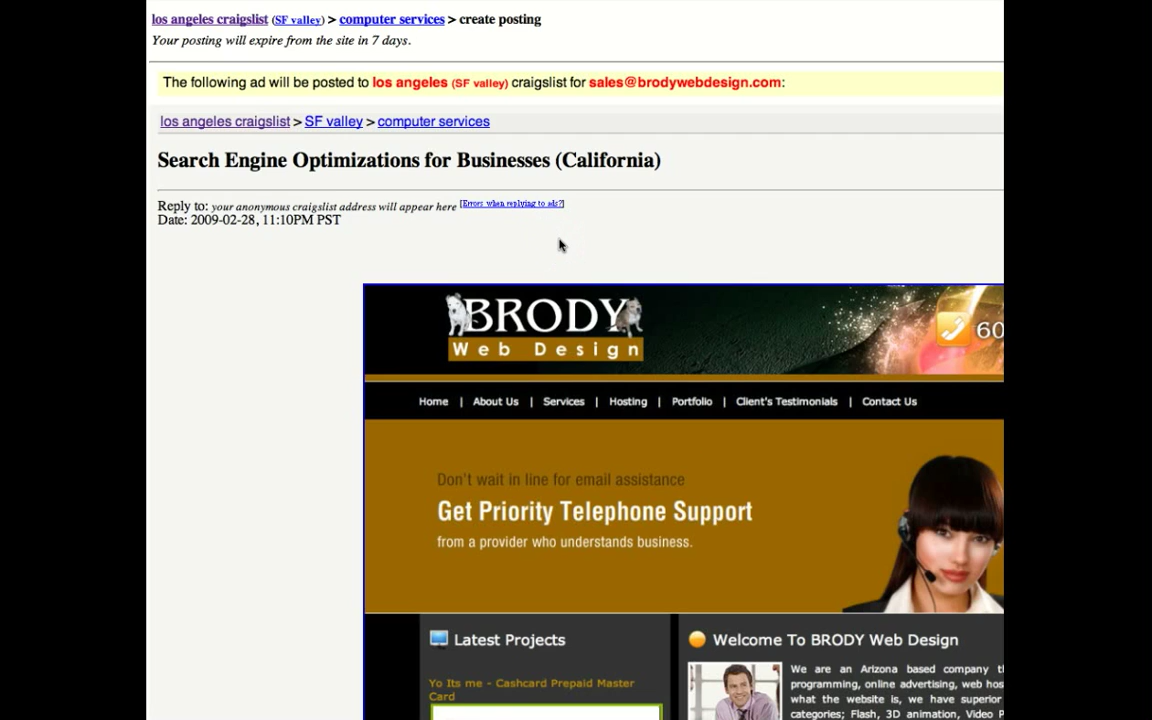 los angeles craigslist (SF valley) > computer services > create posting
Your posting will expire from the site in 7 days.
The following ad will be posted to los angeles (SF valley) craigslist for sales@brodywebdesign.com:
los angeles craigslist > SF valley > computer services
Search Engine Optimizations for Businesses (California)
Reply to: your anonymous craigslist address will appear here [Errors when replying to ads?]
Date: 2009-02-28, 11:10PM PST
BRODY
Web Design
60
Home | About Us | Services | Hosting | Portfolio | Client's Testimonials | Contact Us
Don't wait in line for email assistance
Get Priority Telephone Support
from a provider who understands business.
Latest Projects
Welcome To BRODY Web Design
Yo Its me - Cashcard Prepaid Master
Card
We are an Arizona based company
programming, online advertising, web
what the website is, we have superior
categories; Flash, 3D animation, Video